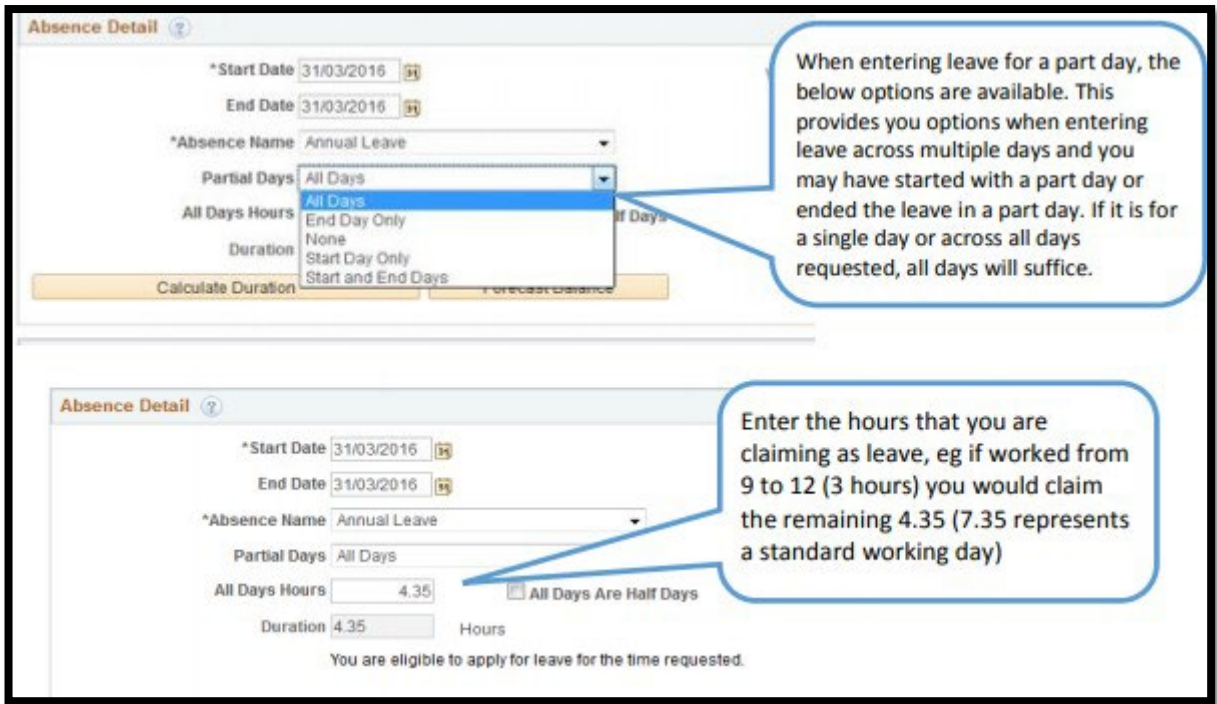 Absence Detail ?
*Start Date 31/03/2016
End Date 31/03/2016
*Absence Name Annual Leave
Partial Days All Days
All Days
All Days Hours
End Day Only
lf Days
None
Duration
Start Day Only
Start and End Days
Calculate Duration
Forecast Balance
When entering leave for a part day, the
below options are available. This
provides you options when entering
leave across multiple days and you
may have started with a part day or
ended the leave in a part day. If it is for
a single day or across all days
requested, all days will suffice.
Absence Detail ?
*Start Date 31/03/2016
End Date 31/03/2016
*Absence Name Annual Leave
Partial Days All Days
All Days Hours 4.35 All Days Are Half Days
Duration 4.35 Hours
You are eligible to apply for leave for the time requested.
Enter the hours that you are
claiming as leave, eg if worked from
9 to 12 (3 hours) you would claim
the remaining 4.35 (7.35 represents
a standard working day)